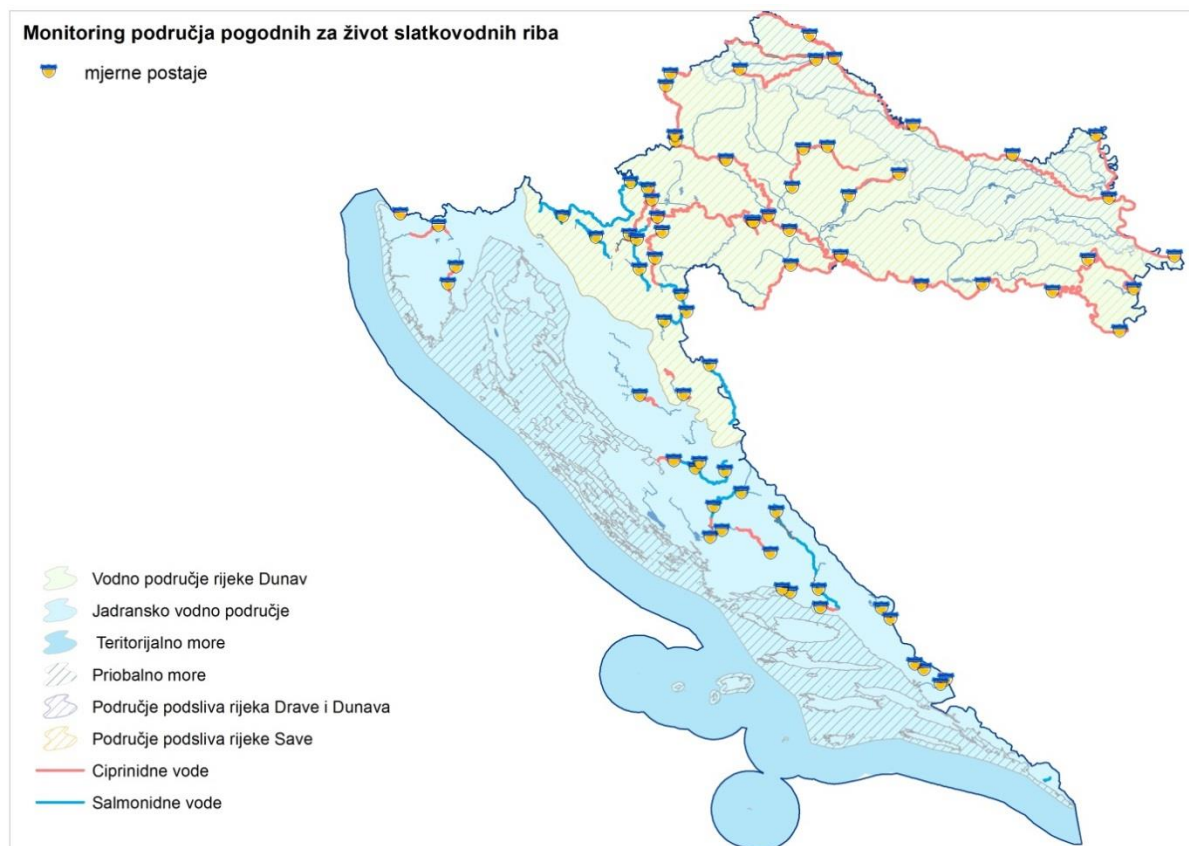 Monitoring područja pogodnih za život slatkovodnih riba
mjerne postaje
Vodno područje rijeke Dunav
Jadransko vodno područje
Teritorijalno more
Priobalno more
Područje podsliva rijeka Drave i Dunava
Područje podsliva rijeke Save
Ciprinidne vode
Salmonidne vode